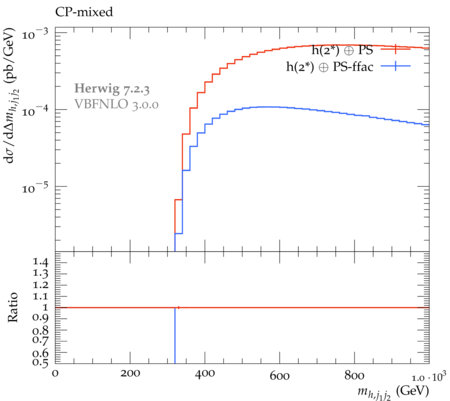 CP-mixed
dσ/dΔm_{h,j₁j₂} (pb/GeV)
10⁻³
10⁻⁴
10⁻⁵
h(2*) ⊕ PS
h(2*) ⊕ PS-ffac
Herwig 7.2.3
VBFNLO 3.0.0
Ratio
1.4
1.3
1.2
1.1
1
0.9
0.8
0.7
0.6
0.5
0 200 400 600 800 1.0 · 10³
m_{h,j₁j₂} (GeV)